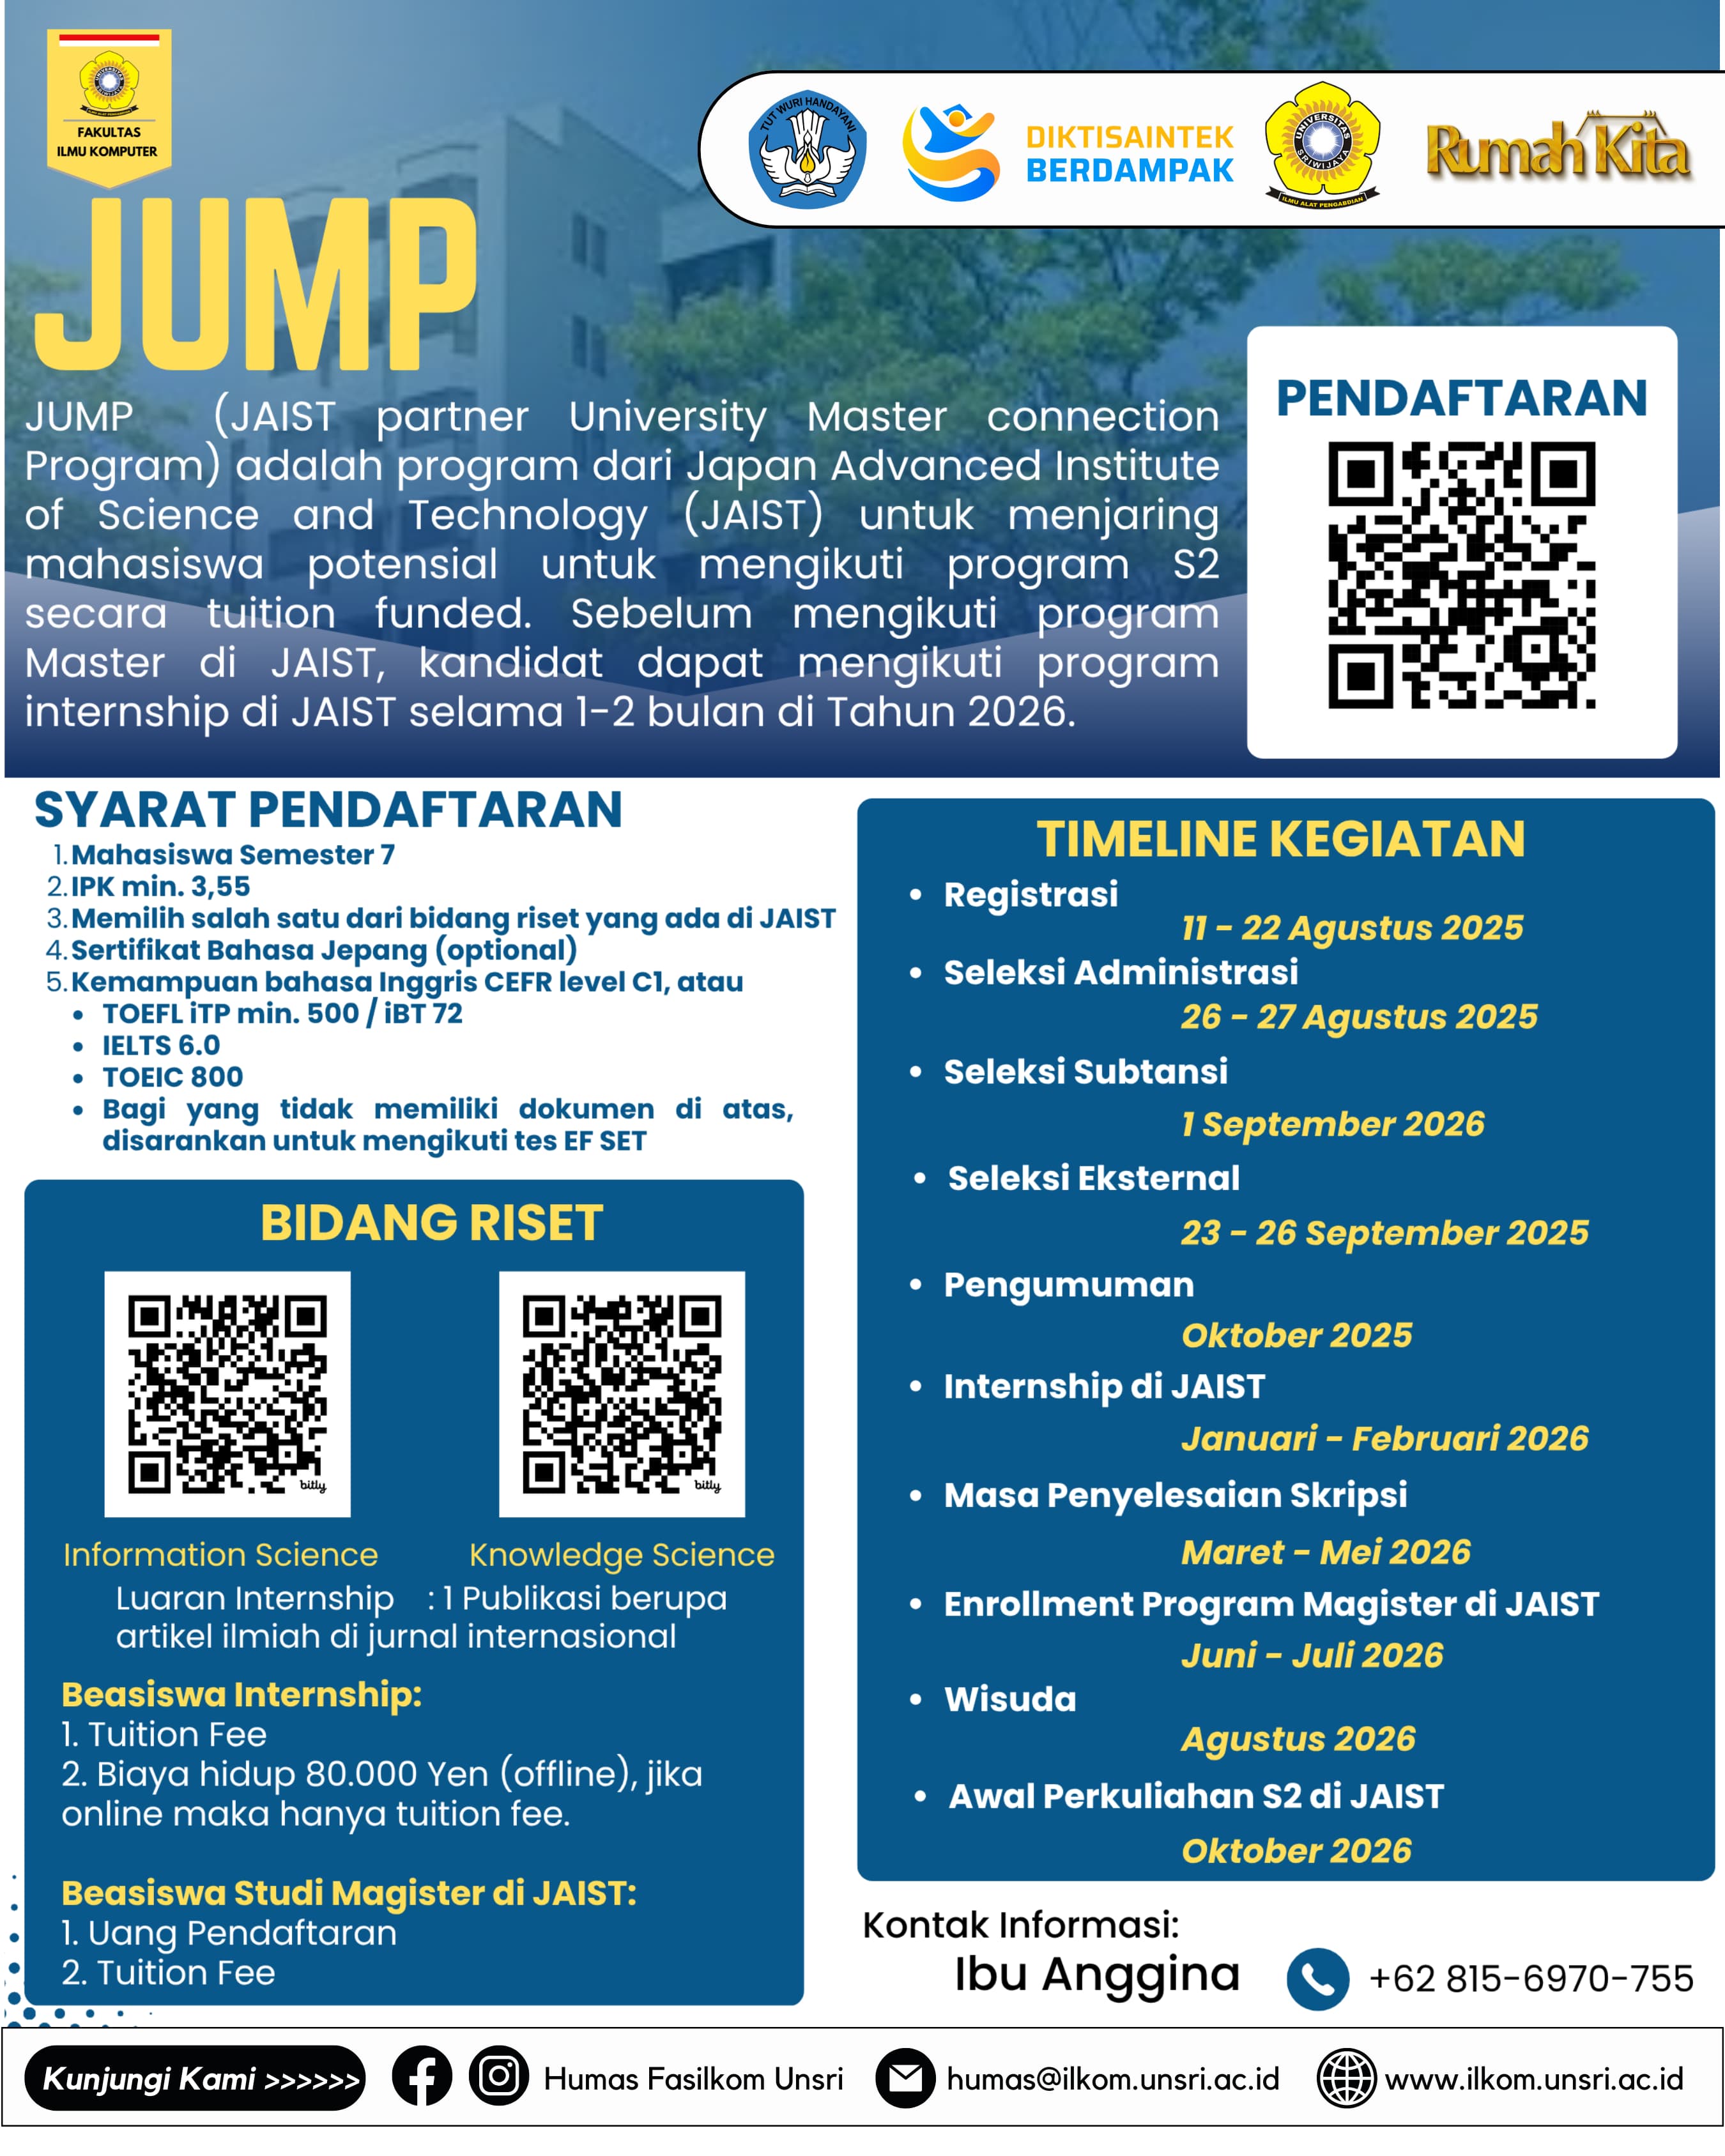 FAKULTAS
ILMU KOMPUTER
TUT WURI HANDAYANI
DIKTISAINTEK
BERDAMPAK
UNIVERSITAS
SRIWIJAYA
ILMU ALAT PENGABDIAN
Rumah Kita
JUMP
JUMP (JAIST partner University Master connection
Program) adalah program dari Japan Advanced Institute
of Science and Technology (JAIST) untuk menjaring
mahasiswa potensial untuk mengikuti program S2
secara tuition funded. Sebelum mengikuti program
Master di JAIST, kandidat dapat mengikuti program
internship di JAIST selama 1-2 bulan di Tahun 2026.
PENDAFTARAN
SYARAT PENDAFTARAN
1. Mahasiswa Semester 7
2. IPK min. 3,55
3. Memilih salah satu dari bidang riset yang ada di JAIST
4. Sertifikat Bahasa Jepang (optional)
5. Kemampuan bahasa Inggris CEFR level C1, atau
• TOEFL iTP min. 500 / iBT 72
• IELTS 6.0
• TOEIC 800
• Bagi yang tidak memiliki dokumen di atas,
disarankan untuk mengikuti tes EF SET
BIDANG RISET
bitly
bitly
Information Science
Knowledge Science
Luaran Internship : 1 Publikasi berupa
artikel ilmiah di jurnal internasional
Beasiswa Internship:
1. Tuition Fee
2. Biaya hidup 80.000 Yen (offline), jika
online maka hanya tuition fee.
Beasiswa Studi Magister di JAIST:
1. Uang Pendaftaran
2. Tuition Fee
TIMELINE KEGIATAN
• Registrasi
11 - 22 Agustus 2025
• Seleksi Administrasi
26 - 27 Agustus 2025
• Seleksi Subtansi
1 September 2026
• Seleksi Eksternal
23 - 26 September 2025
• Pengumuman
Oktober 2025
• Internship di JAIST
Januari - Februari 2026
• Masa Penyelesaian Skripsi
Maret - Mei 2026
• Enrollment Program Magister di JAIST
Juni - Juli 2026
• Wisuda
Agustus 2026
• Awal Perkuliahan S2 di JAIST
Oktober 2026
Kontak Informasi:
Ibu Anggina
+62 815-6970-755
Kunjungi Kami >>>>>>
Humas Fasilkom Unsri
humas@ilkom.unsri.ac.id
www.ilkom.unsri.ac.id